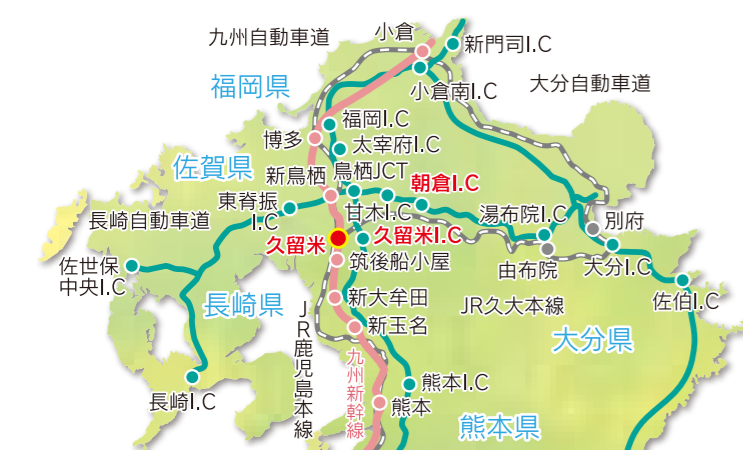 九州自動車道
小倉
新門司I.C
福岡県
小倉南I.C
大分自動車道
福岡I.C
博多
太宰府I.C
佐賀県
新鳥栖
鳥栖JCT
朝倉I.C
東脊振
I.C
甘木I.C
湯布院I.C
別府
長崎自動車道
久留米
久留米I.C
佐世保
中央I.C
筑後船小屋
由布院
大分I.C
長崎県
新大牟田
JR久大本線
佐伯I.C
JR鹿児島本線
新玉名
大分県
九州新幹線
熊本I.C
長崎I.C
熊本
熊本県